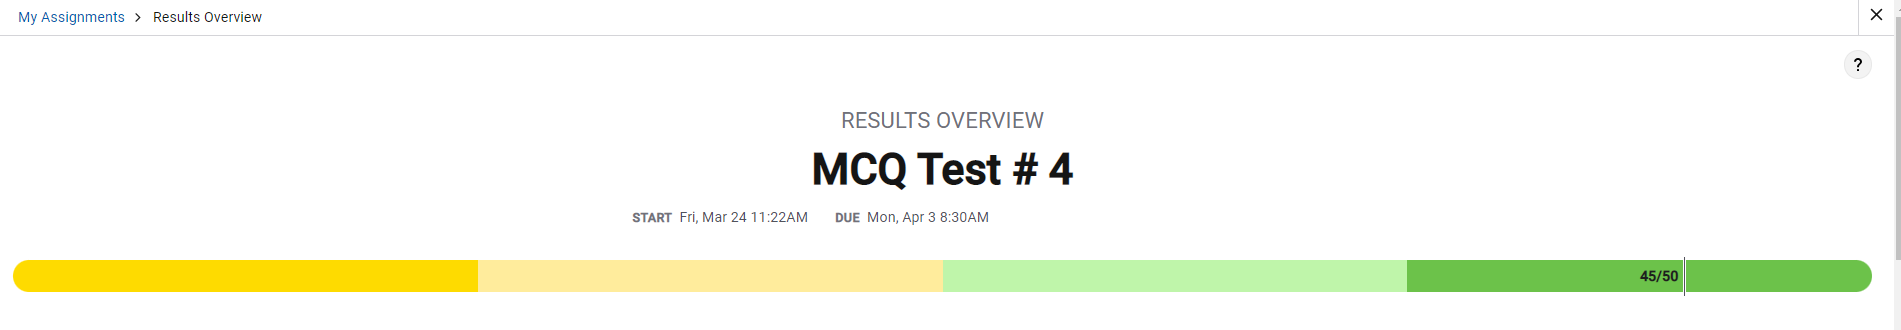 My Assignments > Results Overview
?
RESULTS OVERVIEW
MCQ Test # 4
START Fri, Mar 24 11:22AM DUE Mon, Apr 3 8:30AM
45/50